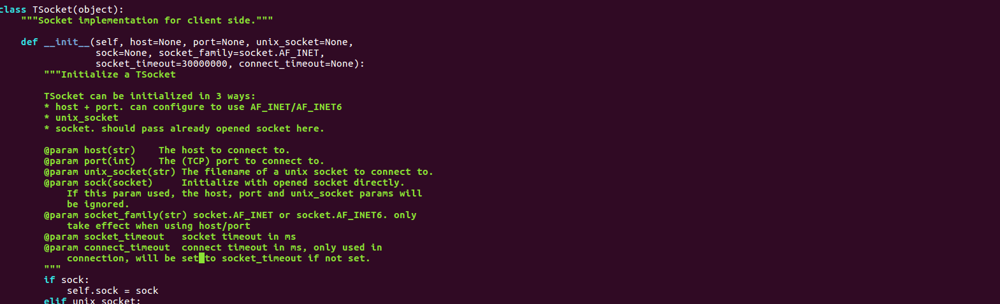 class TSocket(object):
    """Socket implementation for client side."""
    def __init__(self, host=None, port=None, unix_socket=None,
                 sock=None, socket_family=socket.AF_INET,
                 socket_timeout=30000000, connect_timeout=None):
        """Initialize a TSocket
        TSocket can be initialized in 3 ways:
        * host + port. can configure to use AF_INET/AF_INET6
        * unix_socket
        * socket. should pass already opened socket here.
        @param host(str)    The host to connect to.
        @param port(int)    The (TCP) port to connect to.
        @param unix_socket(str) The filename of a unix socket to connect to.
        @param sock(socket)     Initialize with opened socket directly.
            If this param used, the host, port and unix_socket params will
            be ignored.
        @param socket_family(str) socket.AF_INET or socket.AF_INET6. only
            take effect when using host/port
        @param socket_timeout   socket timeout in ms
        @param connect_timeout  connect timeout in ms, only used in
            connection, will be set to socket_timeout if not set.
        """
        if sock:
            self.sock = sock
        elif unix_socket: